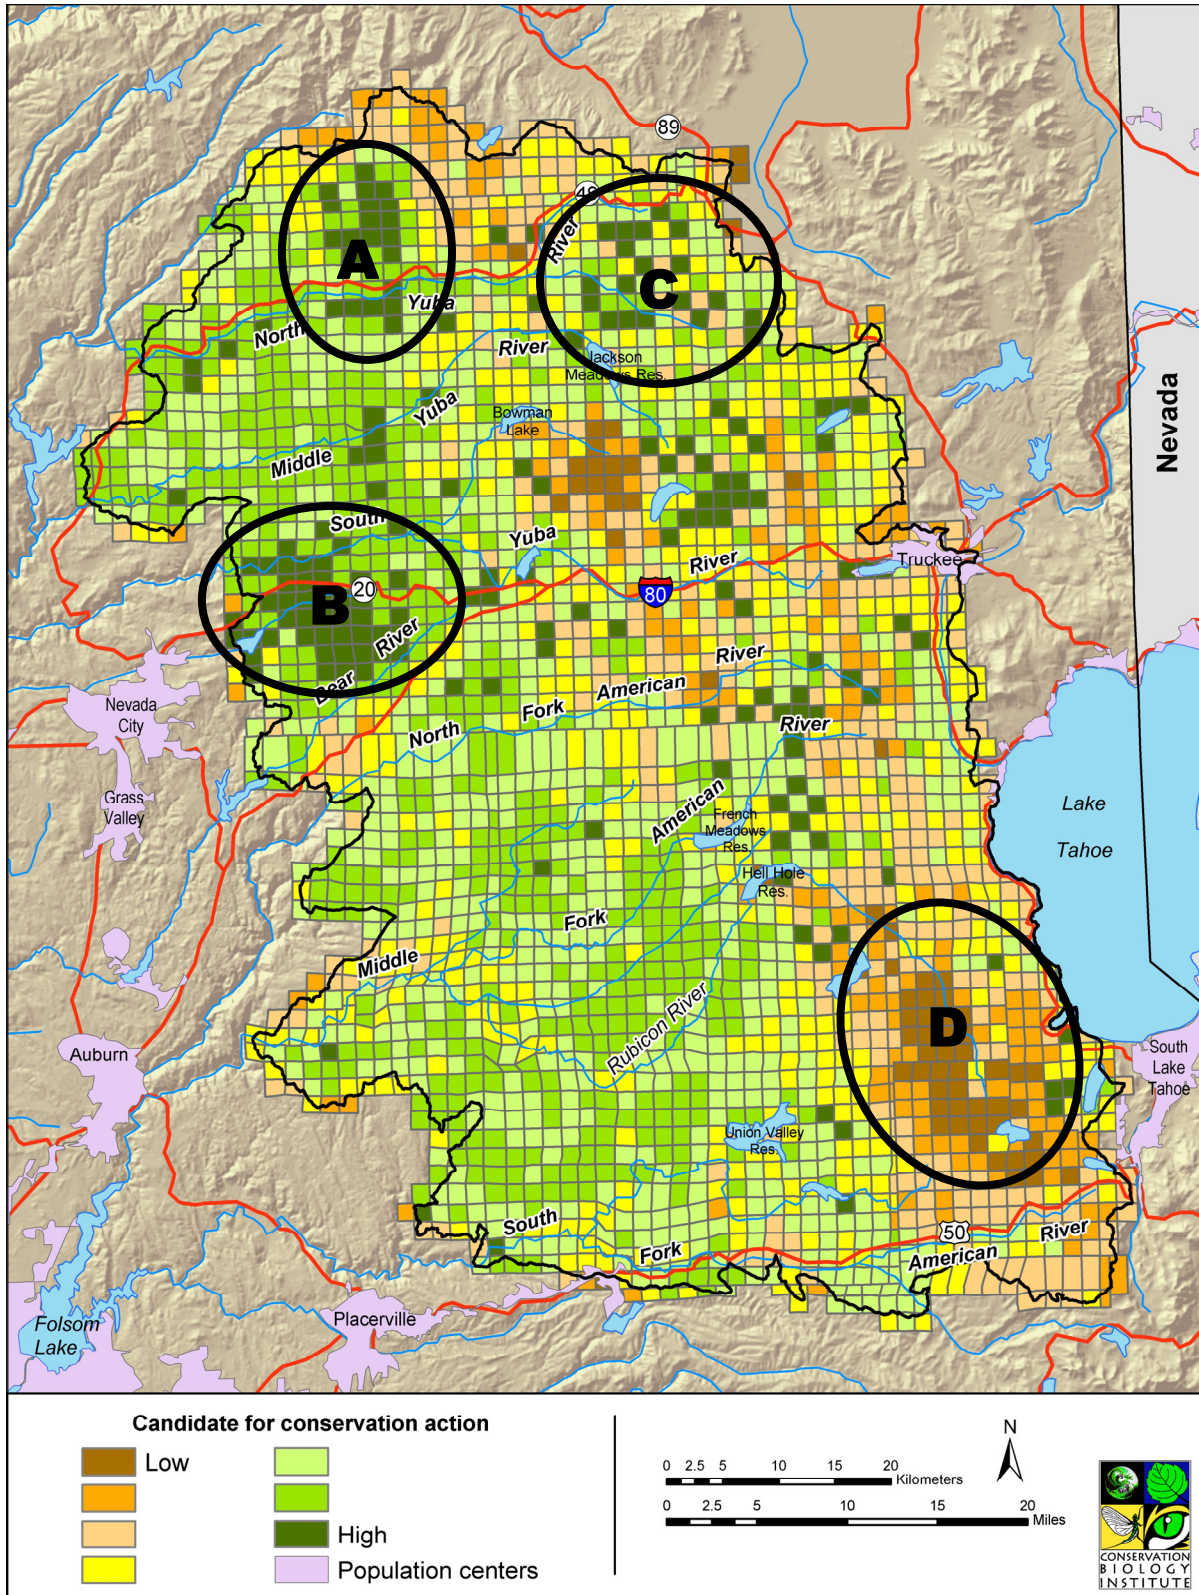 89
49
River
A
C
Yuba
North
River
Jackson
Meadows Res.
Yuba
Bowman
Lake
Middle
Nevada
South
Yuba
River
Truckee
20
80
B
River
Bear
River
American
Fork
North
River
Nevada
City
Grass
Valley
Lake
Tahoe
American
French
Meadows
Res.
Hell Hole
Res.
Fork
Middle
Rubicon River
D
Auburn
South
Lake
Tahoe
Union Valley
Res.
South
Fork
50
American
River
Placerville
Folsom
Lake
Candidate for conservation action
Low
High
Population centers
N
0 2.5 5 10 15 20
Kilometers
0 2.5 5 10 15 20
Miles
CONSERVATION
BIOLOGY
INSTITUTE